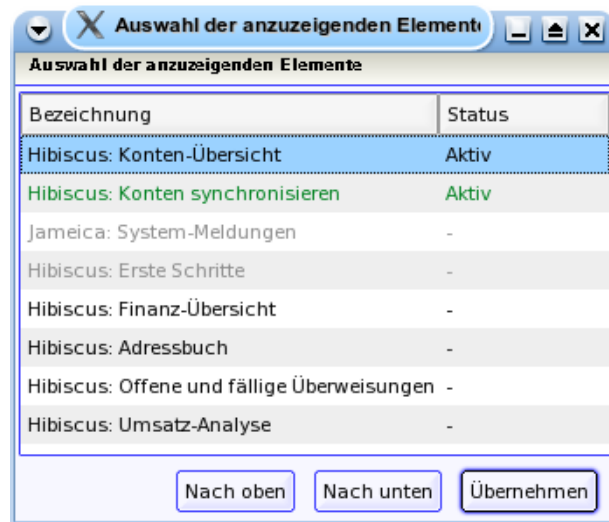 Auswahl der anzuzeigenden Element
Auswahl der anzuzeigenden Elemente
Bezeichnung Status
Hibiscus: Konten-Übersicht Aktiv
Hibiscus: Konten synchronisieren Aktiv
Jameica: System-Meldungen -
Hibiscus: Erste Schritte -
Hibiscus: Finanz-Übersicht -
Hibiscus: Adressbuch -
Hibiscus: Offene und fällige Überweisungen -
Hibiscus: Umsatz-Analyse -
Nach oben Nach unten Übernehmen